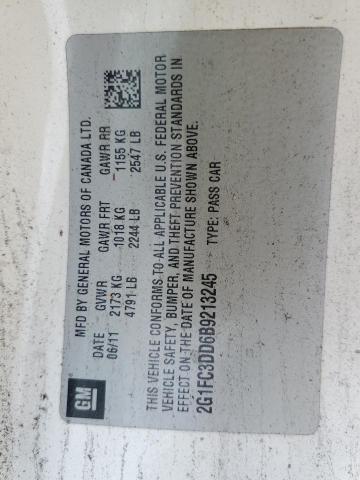 GM
MFD BY GENERAL MOTORS OF CANADA LTD.
DATE GVWR GAWR FRT GAWR RR
06/11 2173 KG 1018 KG 1155 KG
4791 LB 2244 LB 2547 LB
THIS VEHICLE CONFORMS TO ALL APPLICABLE U.S. FEDERAL MOTOR
VEHICLE SAFETY, BUMPER, AND THEFT PREVENTION STANDARDS IN
EFFECT ON THE DATE OF MANUFACTURE SHOWN ABOVE.
2G1FC3DD6B9213245 TYPE: PASS CAR